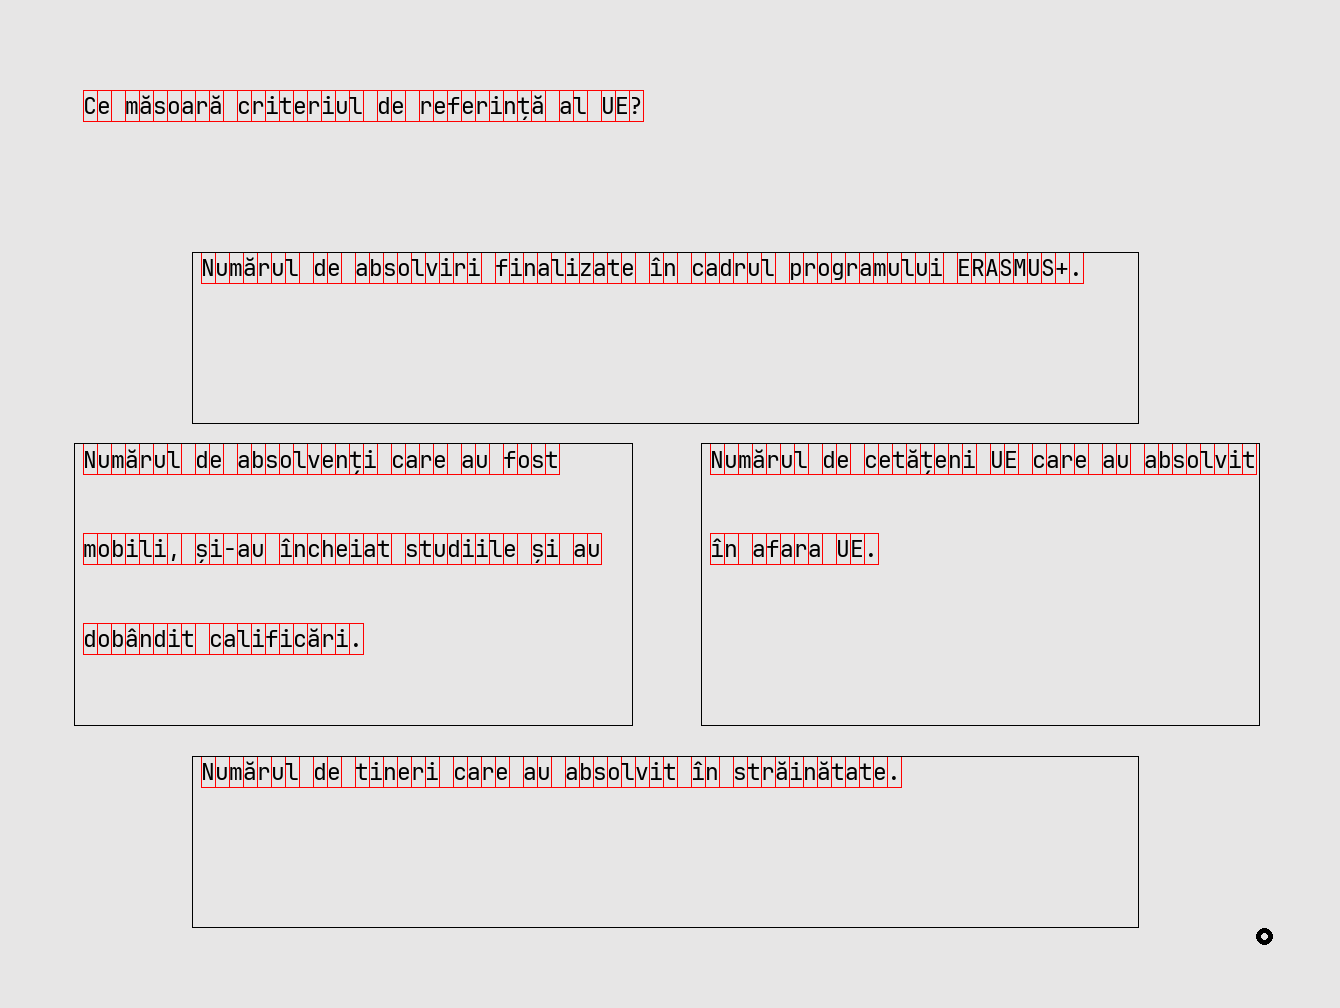 Ce măsoară criteriul de referință al UE?
Numărul de absolviri finalizate în cadrul programului ERASMUS+.
Numărul de absolvenți care au fost
mobili, și-au încheiat studiile și au
dobândit calificări.
Numărul de cetățeni UE care au absolvit
în afara UE.
Numărul de tineri care au absolvit în străinătate.